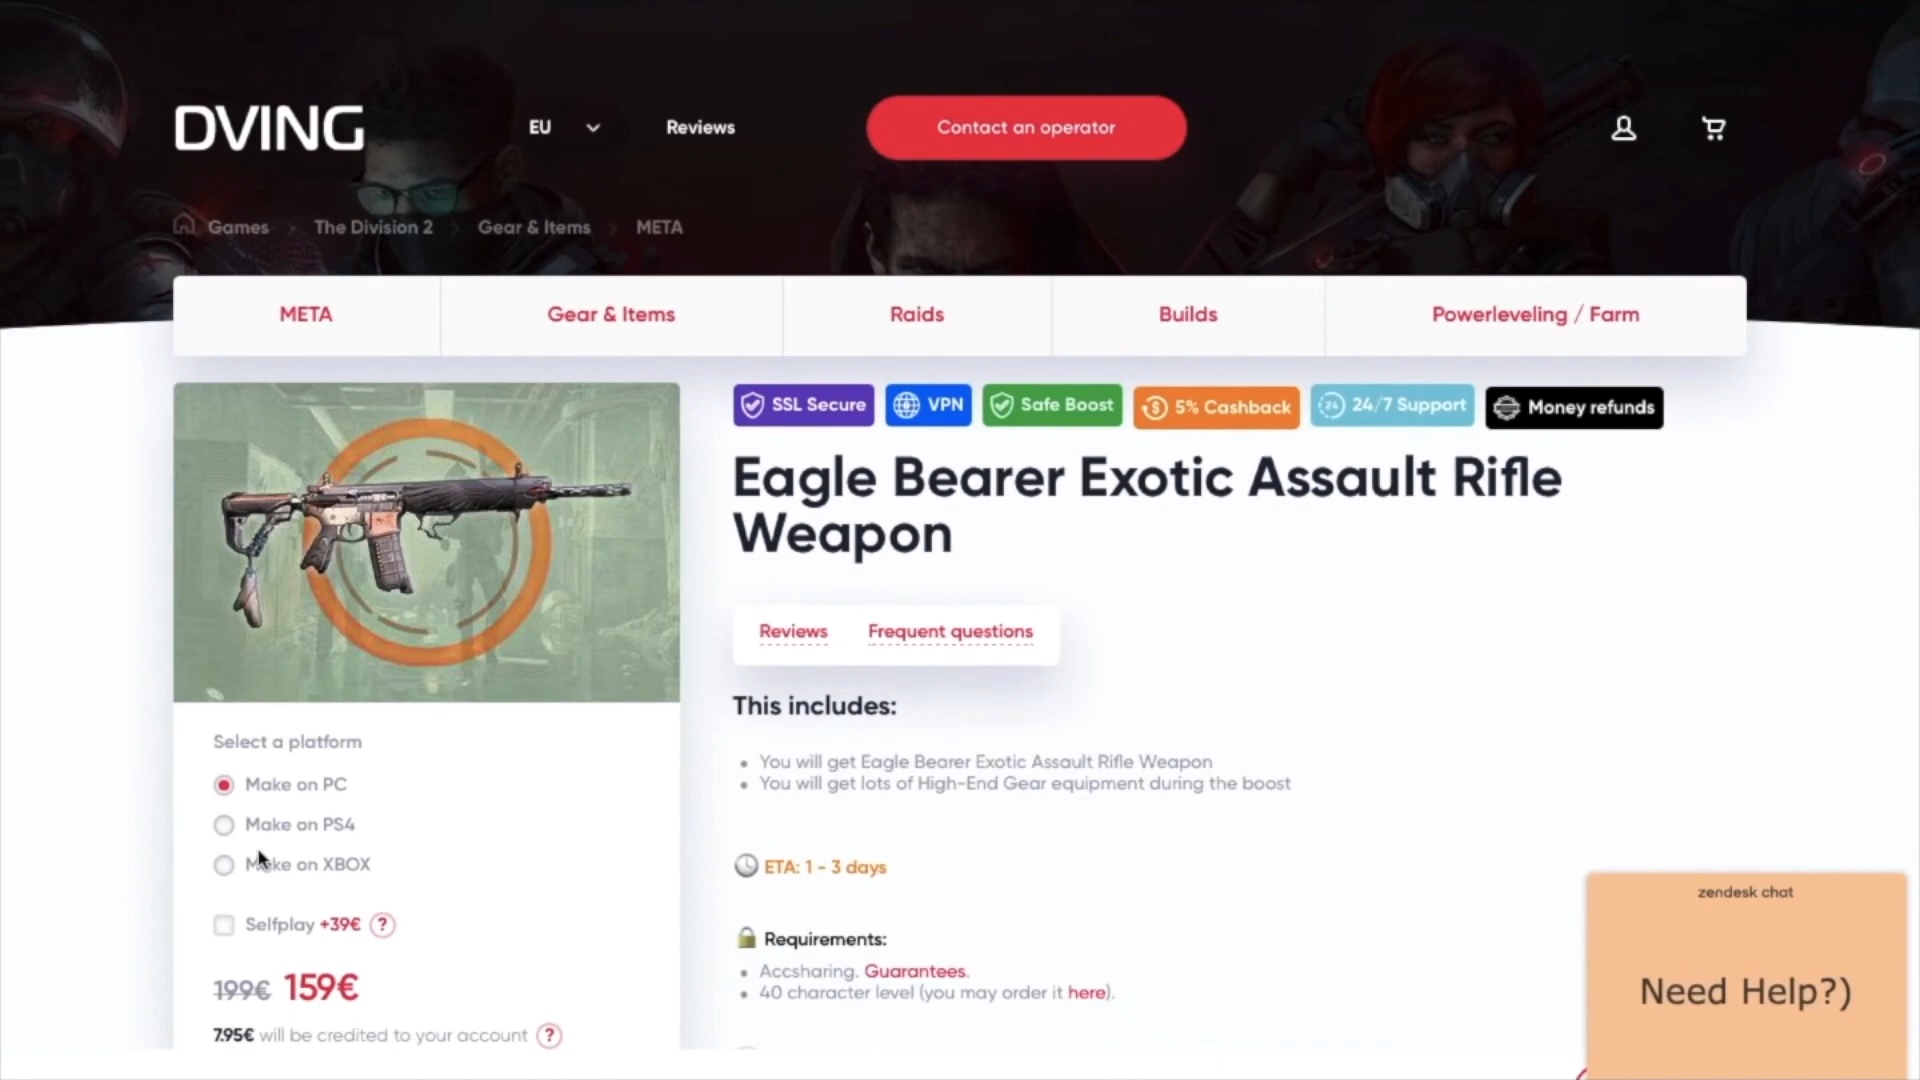 DVING
EU
Reviews
Contact an operator
Games
The Division 2
Gear & Items
META
META
Gear & Items
Raids
Builds
Powerleveling / Farm
SSL Secure
VPN
Safe Boost
5% Cashback
24/7 Support
Money refunds
Eagle Bearer Exotic Assault Rifle
Weapon
Reviews
Frequent questions
This includes:
You will get Eagle Bearer Exotic Assault Rifle Weapon
You will get lots of High-End Gear equipment during the boost
ETA: 1 - 3 days
Requirements:
Accsharing. Guarantees.
40 character level (you may order it here).
Select a platform
Make on PC
Make on PS4
Make on XBOX
Selfplay +39€ ?
199€ 159€
7.95€ will be credited to your account ?
zendesk chat
Need Help?)